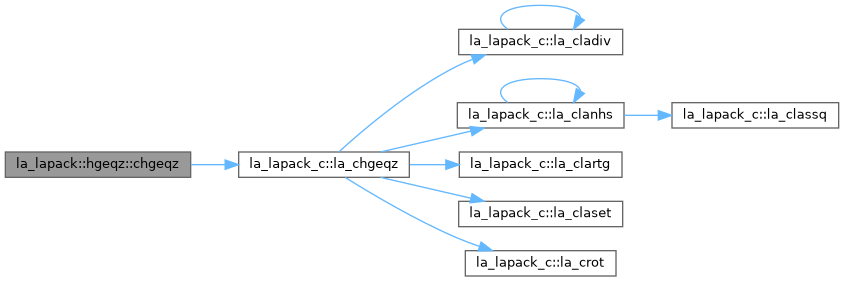 la_lapack_c::la_cladiv
la_lapack_c::la_clanhs
la_lapack_c::la_classq
la_lapack::hgeqz::chgeqz
la_lapack_c::la_chgeqz
la_lapack_c::la_clartg
la_lapack_c::la_claset
la_lapack_c::la_crot